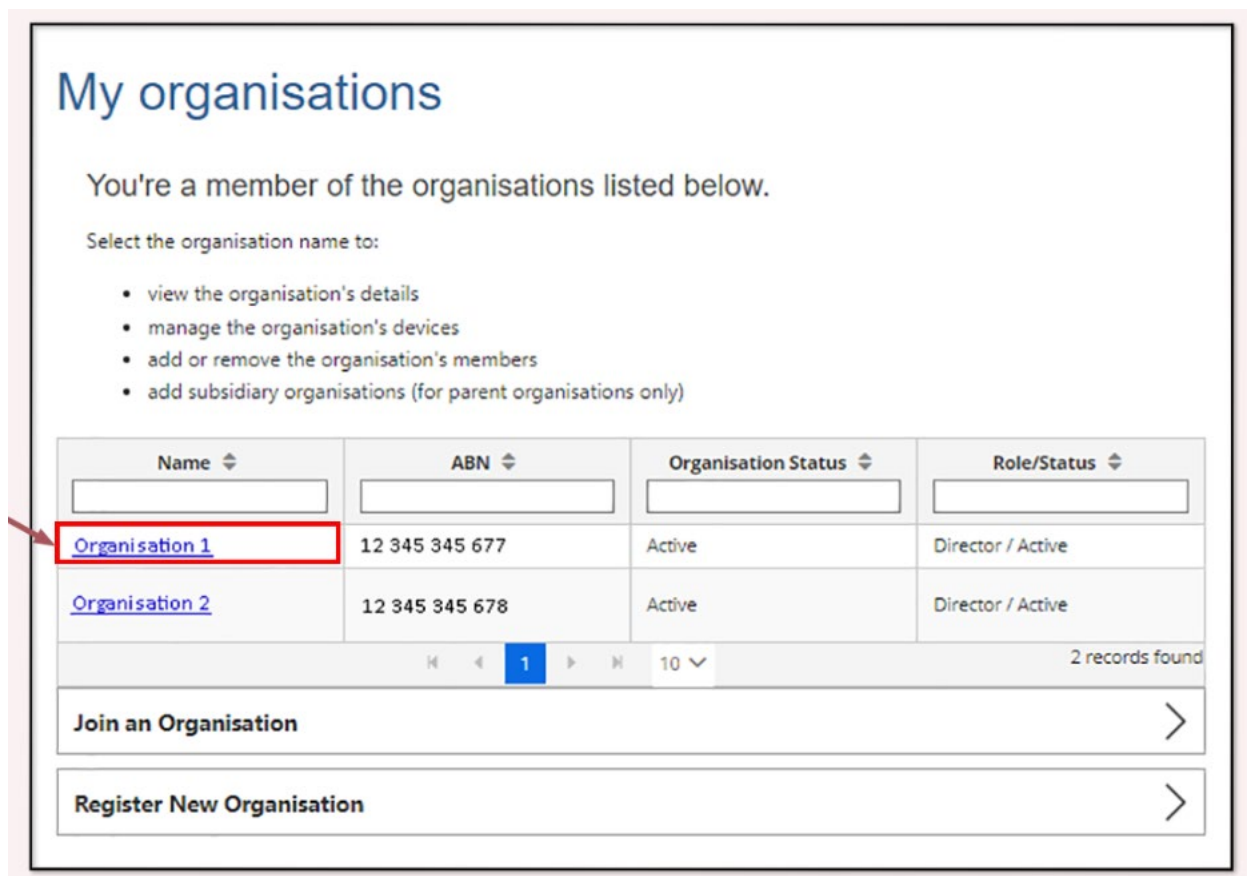 My organisations
You're a member of the organisations listed below.
Select the organisation name to:
• view the organisation's details
• manage the organisation's devices
• add or remove the organisation's members
• add subsidiary organisations (for parent organisations only)
Name ABN Organisation Status Role/Status
Organisation 1 12 345 345 677 Active Director / Active
Organisation 2 12 345 345 678 Active Director / Active
1 10 2 records found
Join an Organisation
Register New Organisation